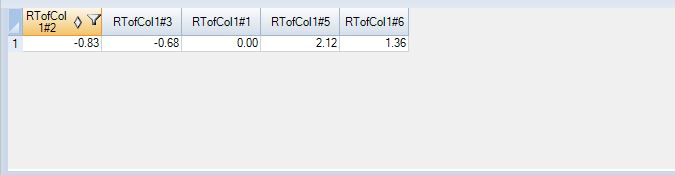 RTofCol
1#2 RTofCol1#3 RTofCol1#1 RTofCol1#5 RTofCol1#6
1 -0.83 -0.68 0.00 2.12 1.36